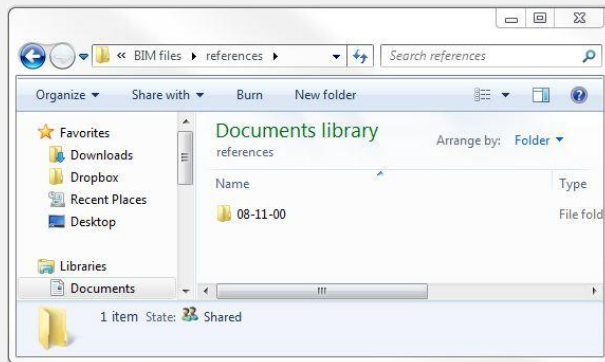 « BIM files ▸ references ▸ Search references
Organize ▾ Share with ▾ Burn New folder
Favorites
Downloads
Dropbox
Recent Places
Desktop
Libraries
Documents
Documents library
references
Arrange by: Folder ▾
Name Type
08-11-00 File fold
1 item State: Shared